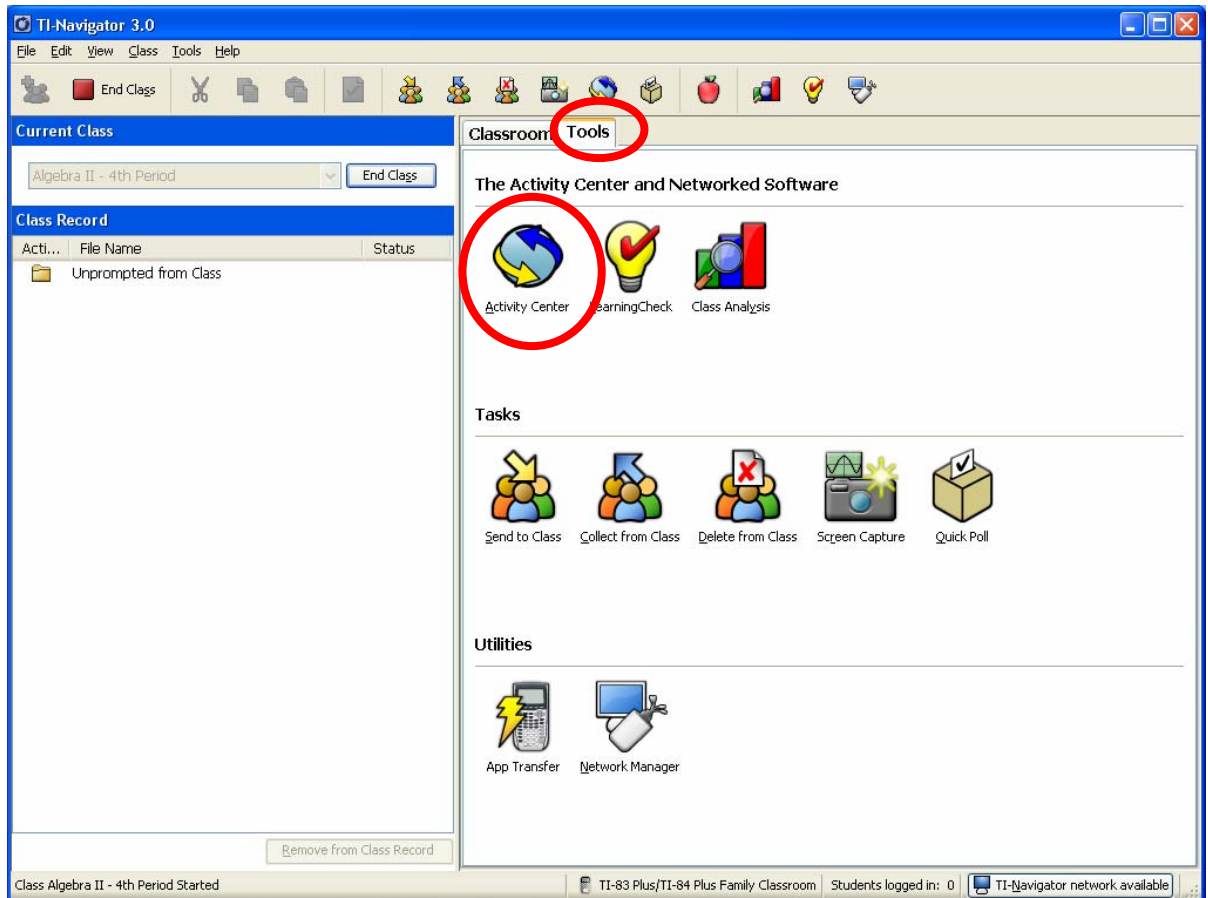 TI-Navigator 3.0
File Edit View Class Tools Help
End Class
Current Class
Algebra II - 4th Period
End Class
Class Record
Acti... File Name Status
Unprompted from Class
Remove from Class Record
Classroom Tools
The Activity Center and Networked Software
Activity Center LearningCheck Class Analysis
Tasks
Send to Class Collect from Class Delete from Class Screen Capture Quick Poll
Utilities
App Transfer Network Manager
Class Algebra II - 4th Period Started TI-83 Plus/TI-84 Plus Family Classroom Students logged in: 0 TI-Navigator network available